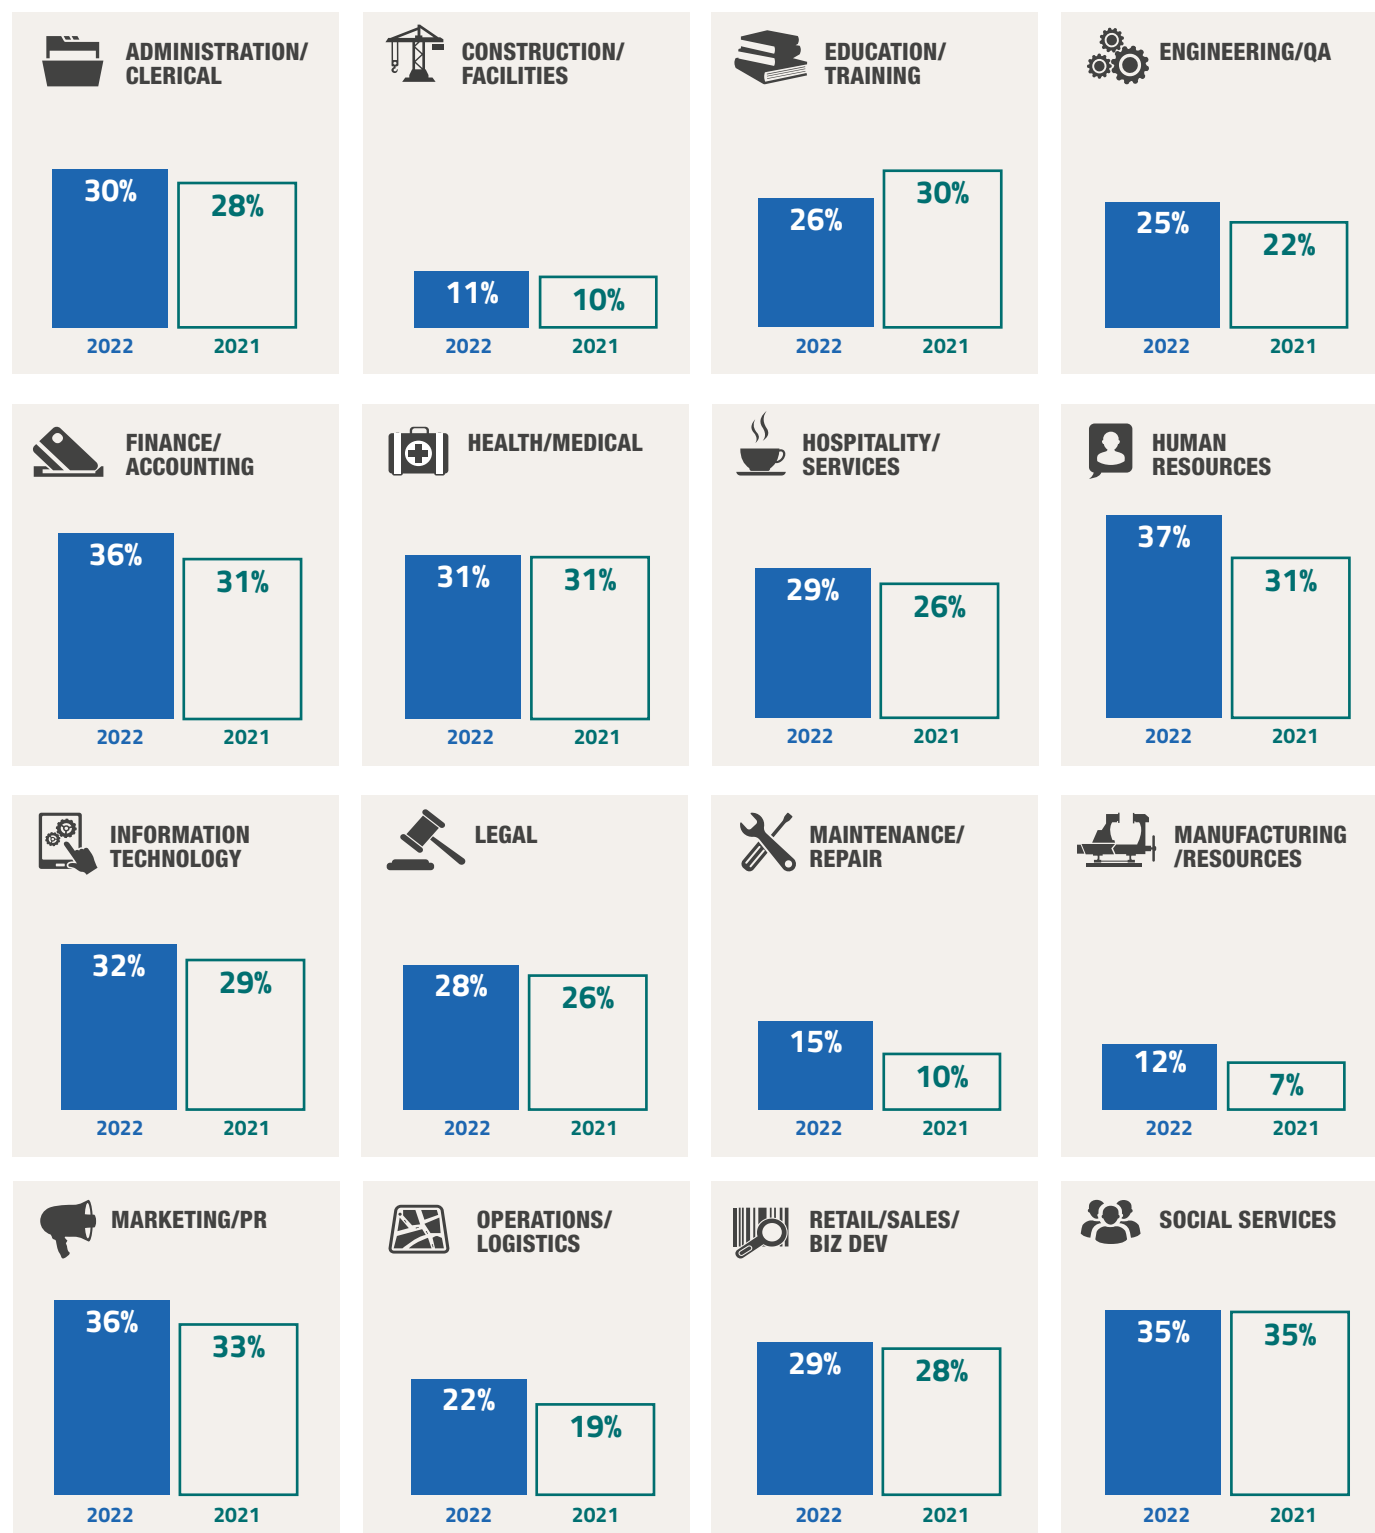 ADMINISTRATION/
CLERICAL
30%
28%
2022
2021
CONSTRUCTION/
FACILITIES
11%
10%
2022
2021
EDUCATION/
TRAINING
26%
30%
2022
2021
ENGINEERING/QA
25%
22%
2022
2021
FINANCE/
ACCOUNTING
36%
31%
2022
2021
HEALTH/MEDICAL
31%
31%
2022
2021
HOSPITALITY/
SERVICES
29%
26%
2022
2021
HUMAN
RESOURCES
37%
31%
2022
2021
INFORMATION
TECHNOLOGY
32%
29%
2022
2021
LEGAL
28%
26%
2022
2021
MAINTENANCE/
REPAIR
15%
10%
2022
2021
MANUFACTURING
/RESOURCES
12%
7%
2022
2021
MARKETING/PR
36%
33%
2022
2021
OPERATIONS/
LOGISTICS
22%
19%
2022
2021
RETAIL/SALES/
BIZ DEV
29%
28%
2022
2021
SOCIAL SERVICES
35%
35%
2022
2021